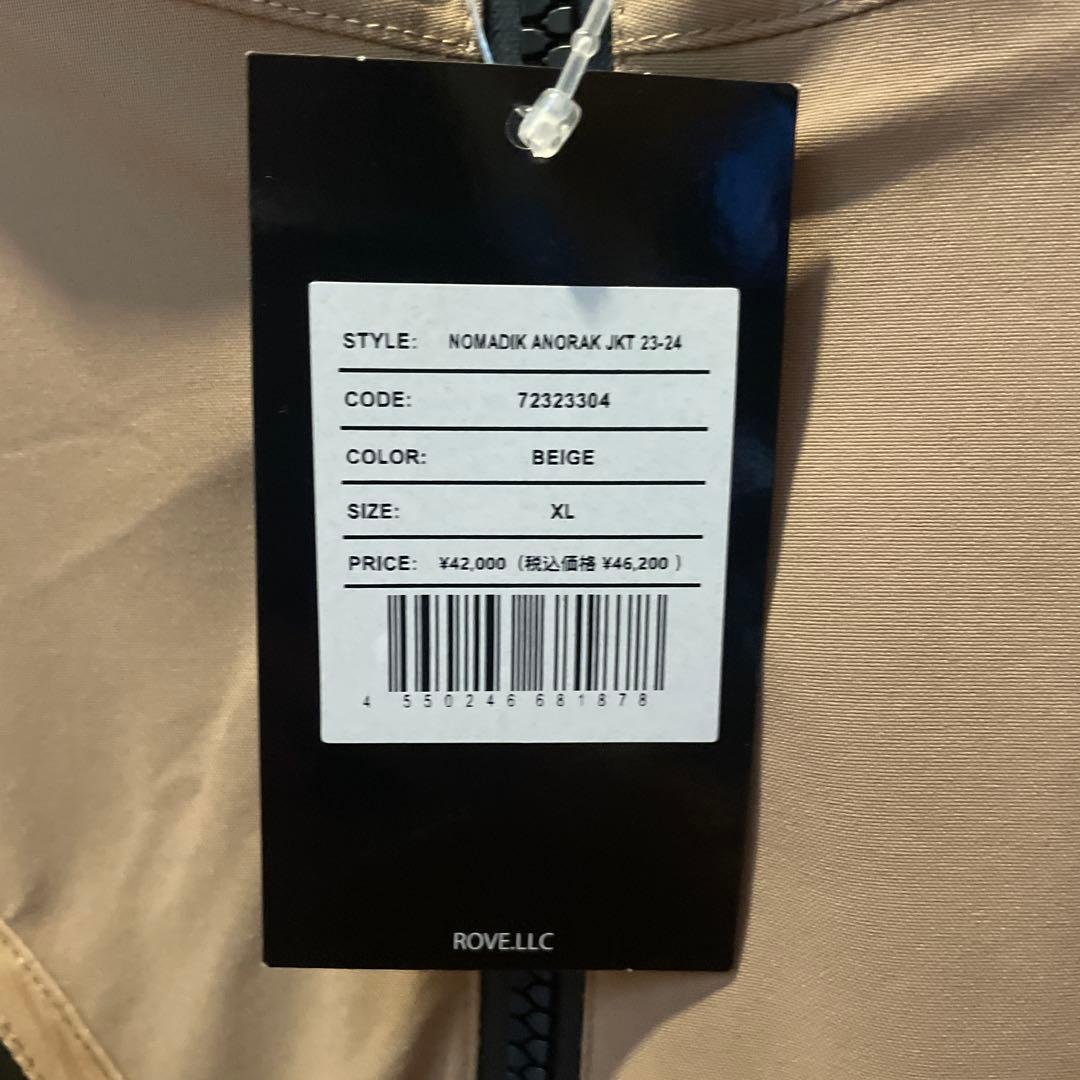 STYLE: NOMADIK ANORAK JKT 23-24
CODE: 72323304
COLOR: BEIGE
SIZE: XL
PRICE: ¥42,000（税込価格 ¥46,200 ）
4 550246 681878
ROVE.LLC